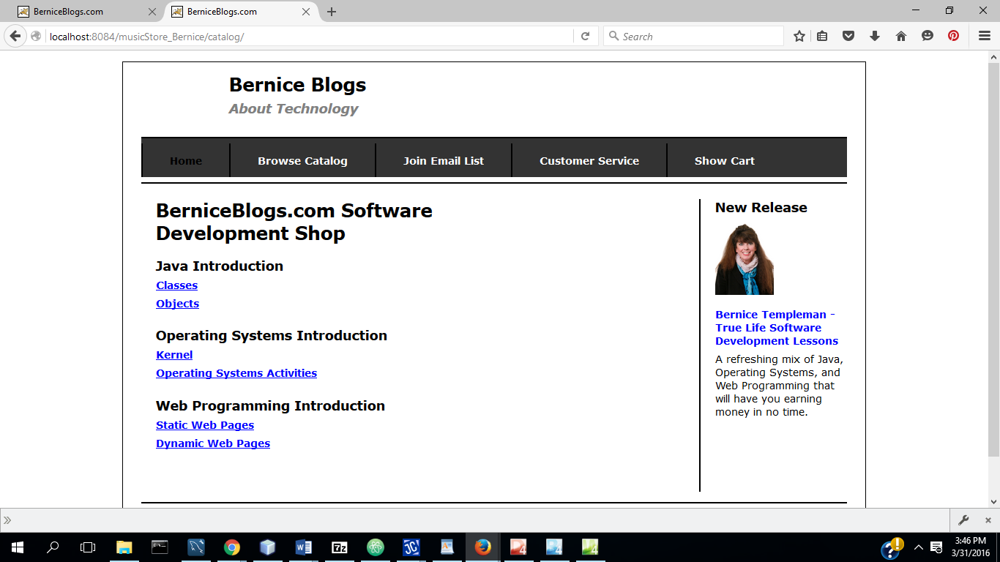 BerniceBlogs.com
BerniceBlogs.com
localhost:8084/musicStore_Bernice/catalog/
Search
Bernice Blogs
About Technology
Home
Browse Catalog
Join Email List
Customer Service
Show Cart
BerniceBlogs.com Software
Development Shop
Java Introduction
Classes
Objects
Operating Systems Introduction
Kernel
Operating Systems Activities
Web Programming Introduction
Static Web Pages
Dynamic Web Pages
New Release
Bernice Templeman -
True Life Software
Development Lessons
A refreshing mix of Java,
Operating Systems, and
Web Programming that
will have you earning
money in no time.
3:46 PM
3/31/2016